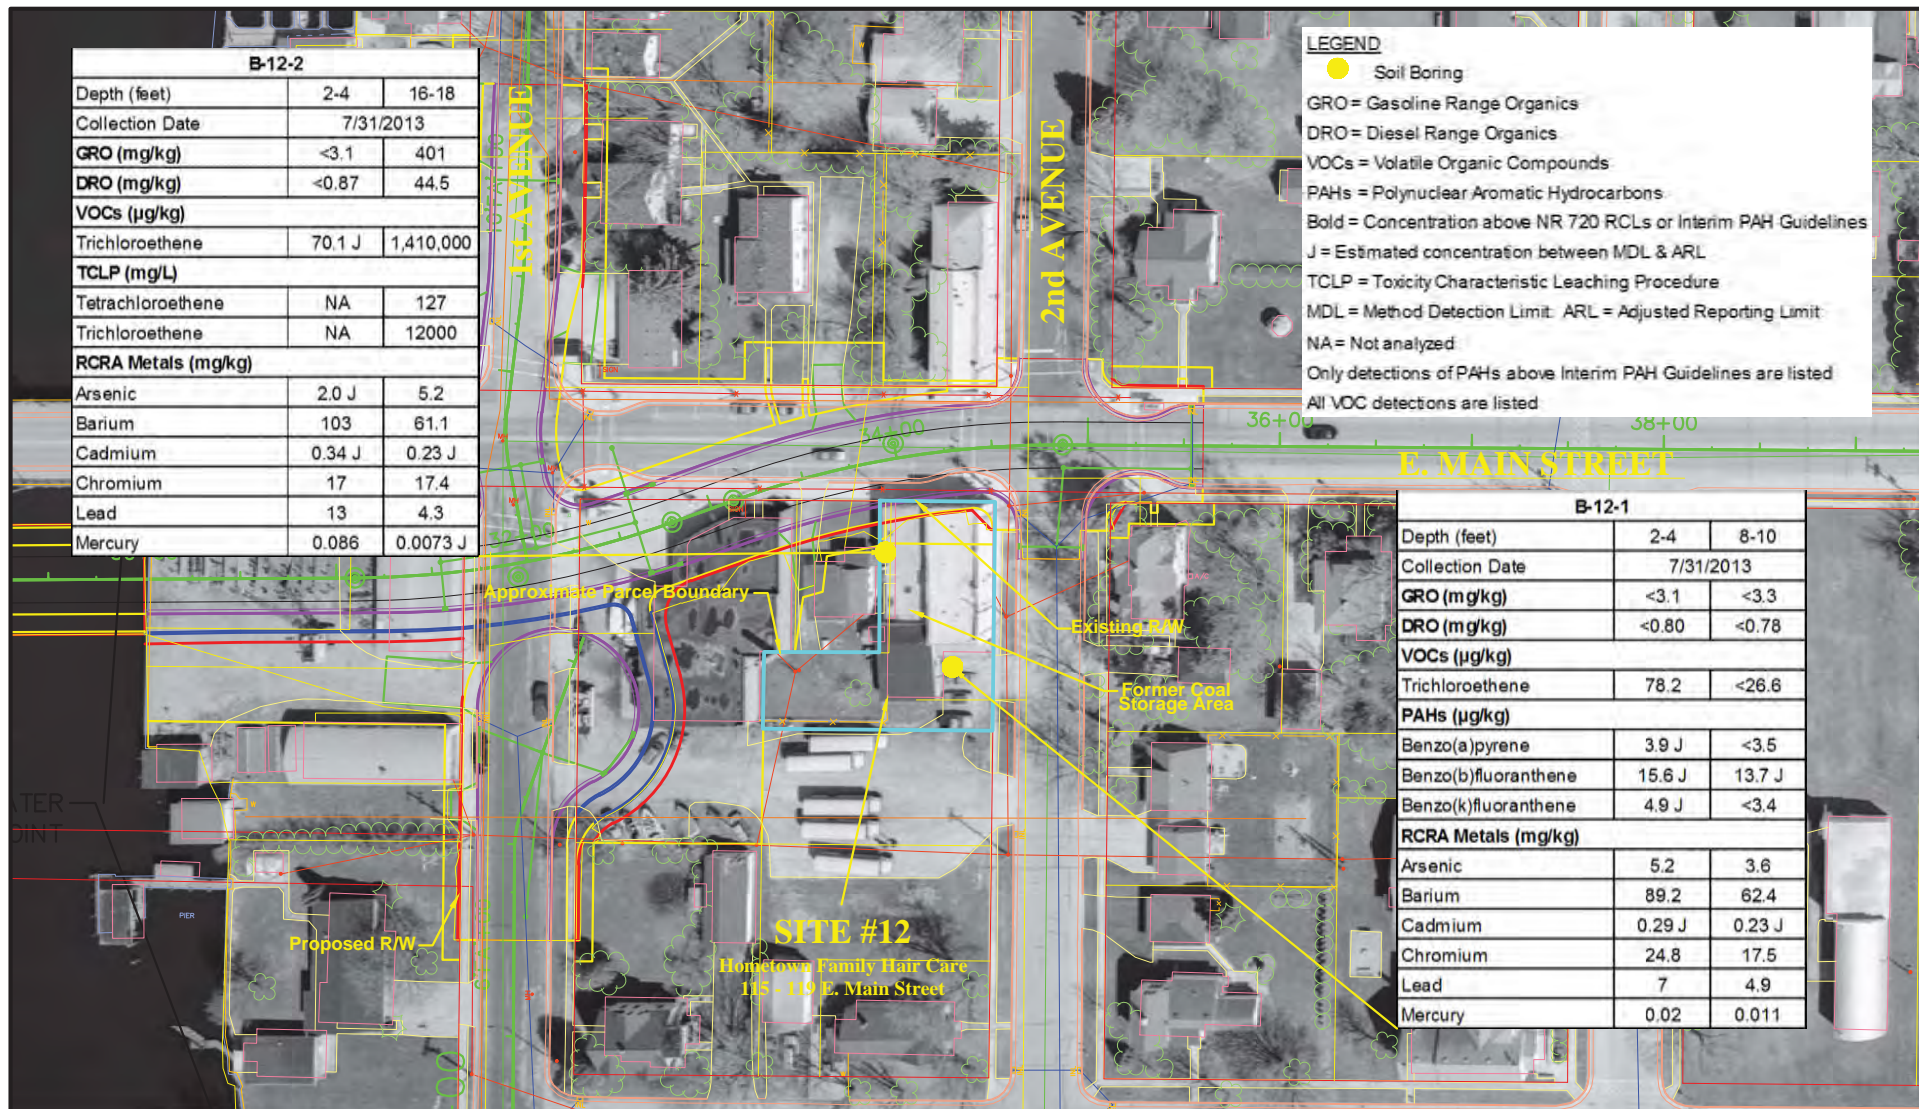 B-12-2
Depth (feet) 2-4 16-18
Collection Date 7/31/2013
GRO (mg/kg) <3.1 401
DRO (mg/kg) <0.87 44.5
VOCs (µg/kg)
Trichloroethene 70.1 J 1,410,000
TCLP (mg/L)
Tetrachloroethene NA 127
Trichloroethene NA 12000
RCRA Metals (mg/kg)
Arsenic 2.0 J 5.2
Barium 103 61.1
Cadmium 0.34 J 0.23 J
Chromium 17 17.4
Lead 13 4.3
Mercury 0.086 0.0073 J
1st AVENUE
2nd AVENUE
LEGEND
Soil Boring
GRO = Gasoline Range Organics
DRO = Diesel Range Organics
VOCs = Volatile Organic Compounds
PAHs = Polynuclear Aromatic Hydrocarbons
Bold = Concentration above NR 720 RCLs or Interim PAH Guidelines
J = Estimated concentration between MDL & ARL
TCLP = Toxicity Characteristic Leaching Procedure
MDL = Method Detection Limit. ARL = Adjusted Reporting Limit
NA = Not analyzed
Only detections of PAHs above Interim PAH Guidelines are listed
All VOC detections are listed
34+00
36+00
38+00
E. MAIN STREET
Approximate Parcel Boundary
Existing R/W
Former Coal
Storage Area
B-12-1
Depth (feet) 2-4 8-10
Collection Date 7/31/2013
GRO (mg/kg) <3.1 <3.3
DRO (mg/kg) <0.80 <0.78
VOCs (µg/kg)
Trichloroethene 78.2 <26.6
PAHs (µg/kg)
Benzo(a)pyrene 3.9 J <3.5
Benzo(b)fluoranthene 15.6 J 13.7 J
Benzo(k)fluoranthene 4.9 J <3.4
RCRA Metals (mg/kg)
Arsenic 5.2 3.6
Barium 89.2 62.4
Cadmium 0.29 J 0.23 J
Chromium 24.8 17.5
Lead 7 4.9
Mercury 0.02 0.011
PIER
Proposed R/W
SITE #12
Hometown Family Hair Care
115 - 119 E. Main Street